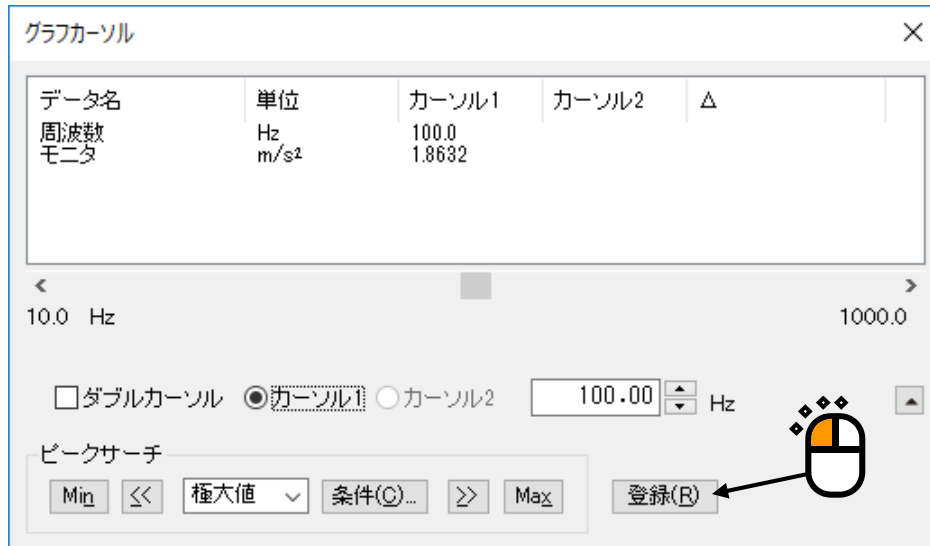 グラフカーソル
データ名 単位 カーソル1 カーソル2 Δ
周波数 Hz 100.0
モニタ m/s² 1.8632
< >
10.0 Hz 1000.0
ダブルカーソル カーソル1 カーソル2 100.00 Hz
ピークサーチ
Min << 極大値 条件(C)... >> Max 登録(R)